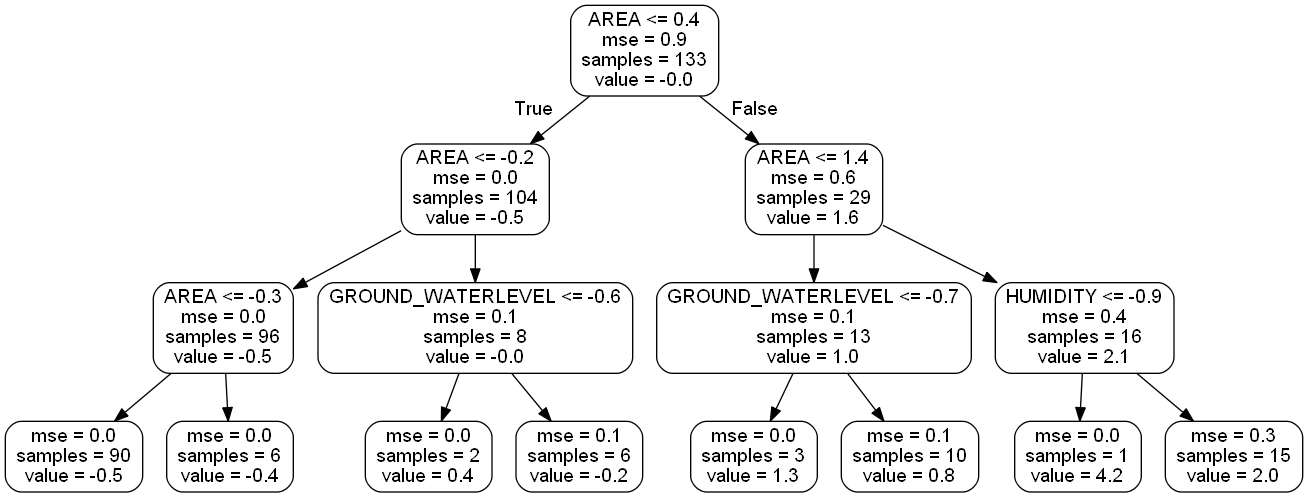 AREA <= 0.4
mse = 0.9
samples = 133
value = -0.0
True
False
AREA <= -0.2
mse = 0.0
samples = 104
value = -0.5
AREA <= 1.4
mse = 0.6
samples = 29
value = 1.6
AREA <= -0.3
mse = 0.0
samples = 96
value = -0.5
GROUND_WATERLEVEL <= -0.6
mse = 0.1
samples = 8
value = -0.0
GROUND_WATERLEVEL <= -0.7
mse = 0.1
samples = 13
value = 1.0
HUMIDITY <= -0.9
mse = 0.4
samples = 16
value = 2.1
mse = 0.0
samples = 90
value = -0.5
mse = 0.0
samples = 6
value = -0.4
mse = 0.0
samples = 2
value = 0.4
mse = 0.1
samples = 6
value = -0.2
mse = 0.0
samples = 3
value = 1.3
mse = 0.1
samples = 10
value = 0.8
mse = 0.0
samples = 1
value = 4.2
mse = 0.3
samples = 15
value = 2.0